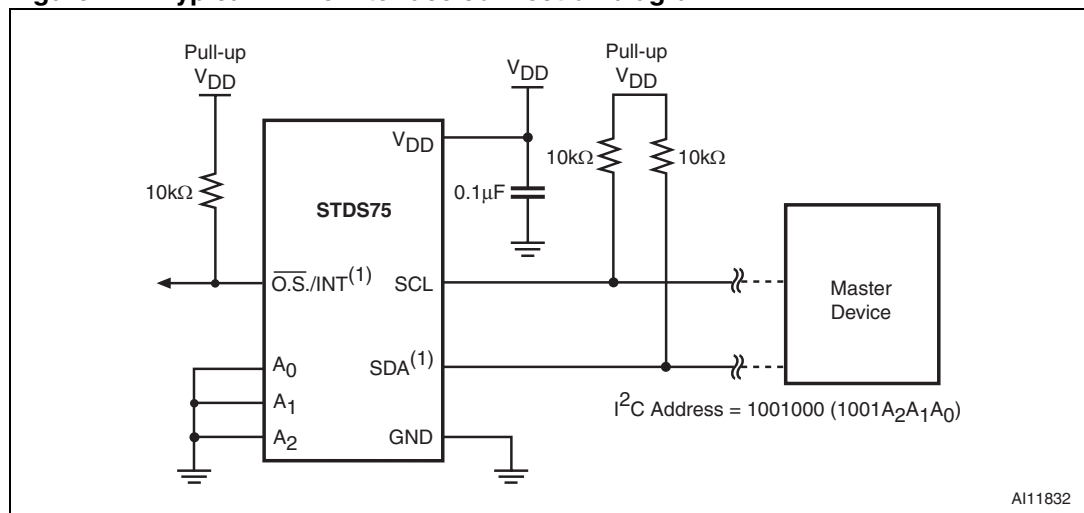 Pull-up
VDD
10kΩ
VDD
Pull-up
VDD
10kΩ
10kΩ
0.1μF
VDD
STDS75
O.S./INT(1)
SCL
A0
SDA(1)
A1
A2
GND
Master
Device
I2C Address = 1001000 (1001A2A1A0)
AI11832